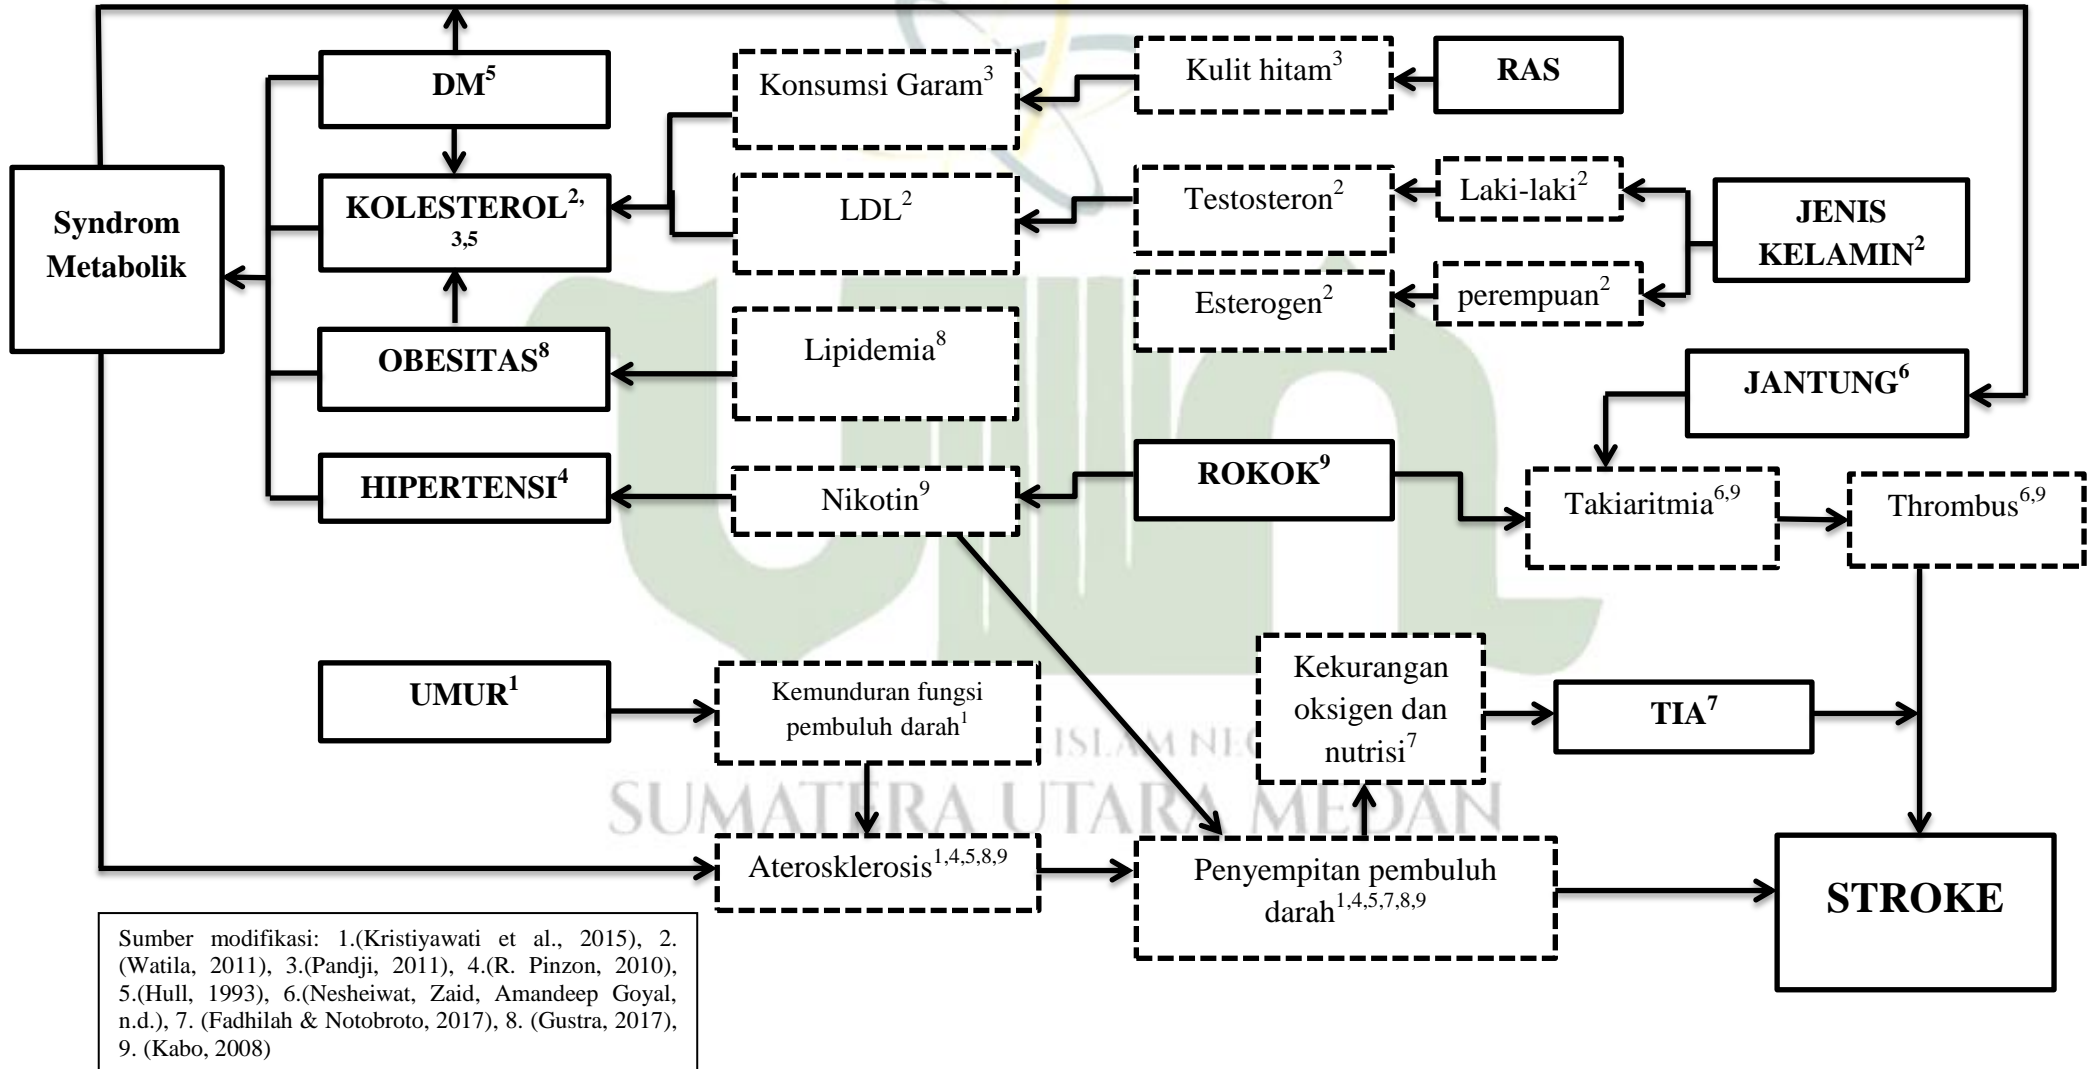 DM5
Konsumsi Garam3
Kulit hitam3
RAS
Syndrom
Metabolik
KOLESTEROL2,
3,5
LDL2
Testosteron2
Laki-laki2
JENIS
KELAMIN2
Esterogen2
perempuan2
OBESITAS8
Lipidemia8
JANTUNG6
HIPERTENSI4
Nikotin9
ROKOK9
Takiaritmia6,9
Thrombus6,9
UMUR1
Kemunduran fungsi
pembuluh darah1
Kekurangan
oksigen dan
nutrisi7
TIA7
ISLAM
SUMATERA UTARA MEDAN
Aterosklerosis1,4,5,8,9
Penyempitan pembuluh
darah1,4,5,7,8,9
STROKE
Sumber modifikasi: 1.(Kristiyawati et al., 2015), 2.
(Watila, 2011), 3.(Pandji, 2011), 4.(R. Pinzon, 2010),
5.(Hull, 1993), 6.(Nesheiwat, Zaid, Amandeep Goyal,
n.d.), 7. (Fadhilah & Notobroto, 2017), 8. (Gustra, 2017),
9. (Kabo, 2008)